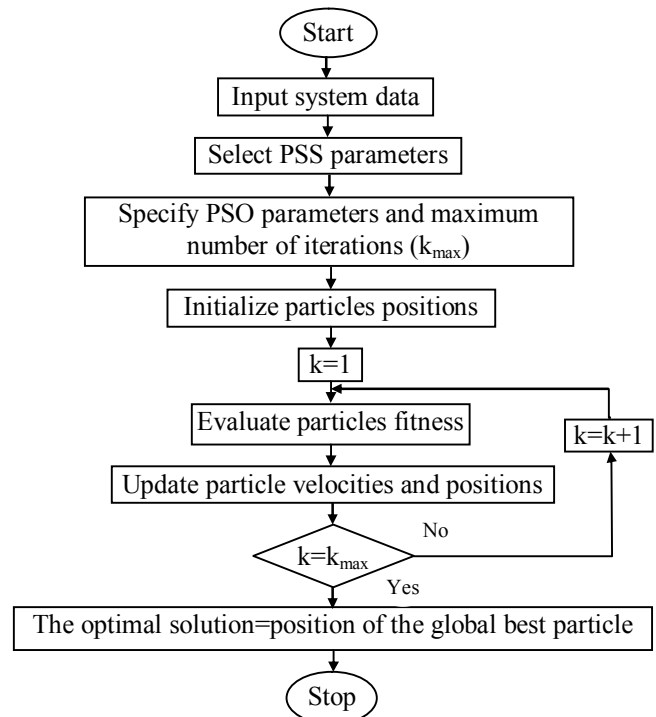 Start
Input system data
Select PSS parameters
Specify PSO parameters and maximum
number of iterations (kmax)
Initialize particles positions
k=1
Evaluate particles fitness
k=k+1
Update particle velocities and positions
No
k=kmax
Yes
The optimal solution=position of the global best particle
Stop